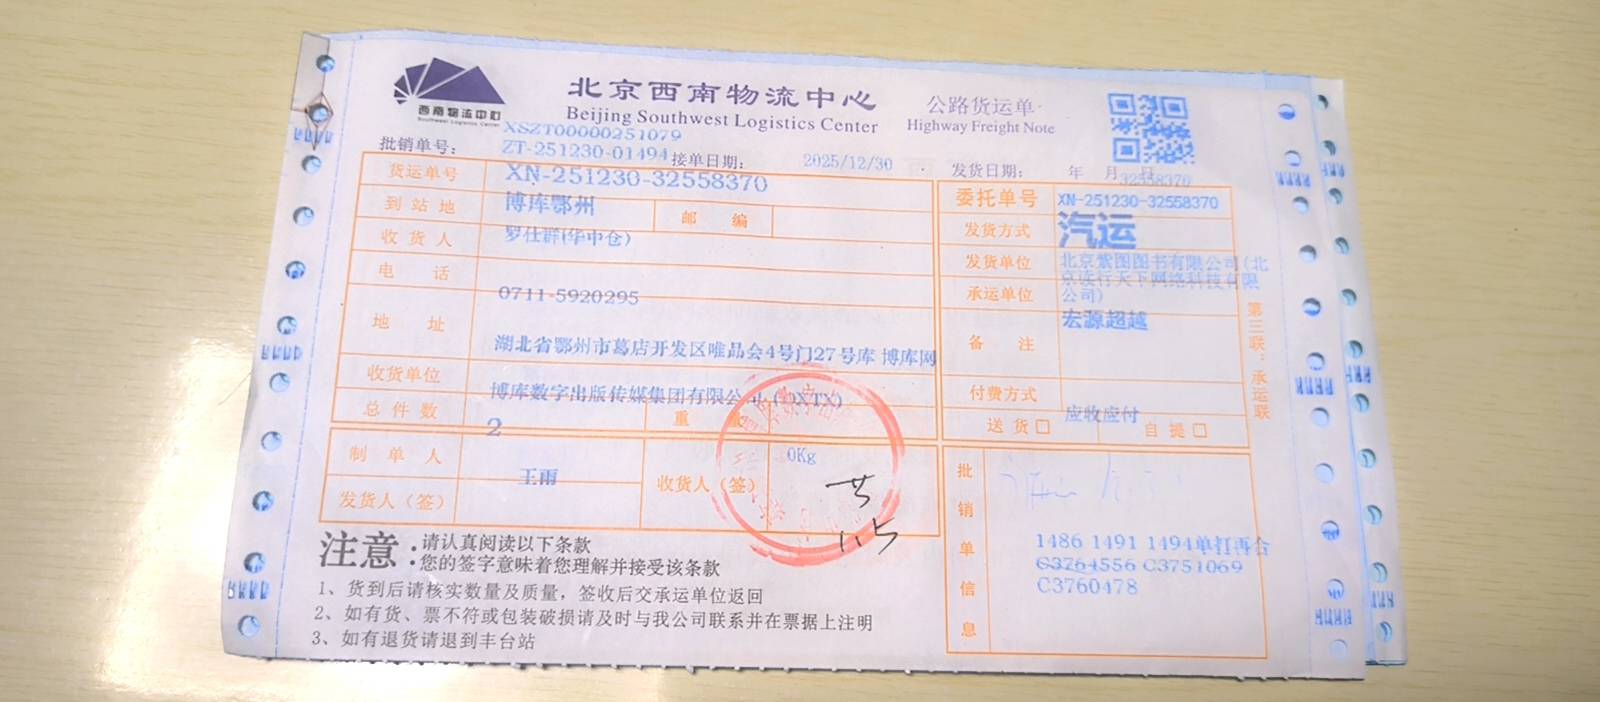 西南物流中心
Southwest Logistics Center
北京西南物流中心
Beijing Southwest Logistics Center
公路货运单
Highway Freight Note
XSZT00000251079
批销单号: ZT-251230-01494 接单日期: 2025/12/30 发货日期: 年 月 日
32558370
货运单号 XN-251230-32558370
到站地 博库鄂州 邮编
收货人 罗仕群(华中仓)
电话 0711-5920295
地址 湖北省鄂州市葛店开发区唯品会4号门27号库 博库网
收货单位 博库数字出版传媒集团有限公司(DXTX)
总件数 2 重量 0Kg
制单人 王雨
发货人(签)
收货人(签)
共
115
委托单号 XN-251230-32558370
发货方式 汽运
发货单位 北京紫图图书有限公司(北
京读行天下网络科技有限
公司)
承运单位 宏源超越
备注
付费方式 应收应付
送货□ 自提□
批销单信息
1486 1491 1494单打再合
C3764556 C3751069
C3760478
第三联:承运联
注意:请认真阅读以下条款
您的签字意味着您理解并接受该条款
1、货到后请核实数量及质量,签收后交承运单位返回
2、如有货、票不符或包装破损请及时与我公司联系并在票据上注明
3、如有退货请退到丰台站